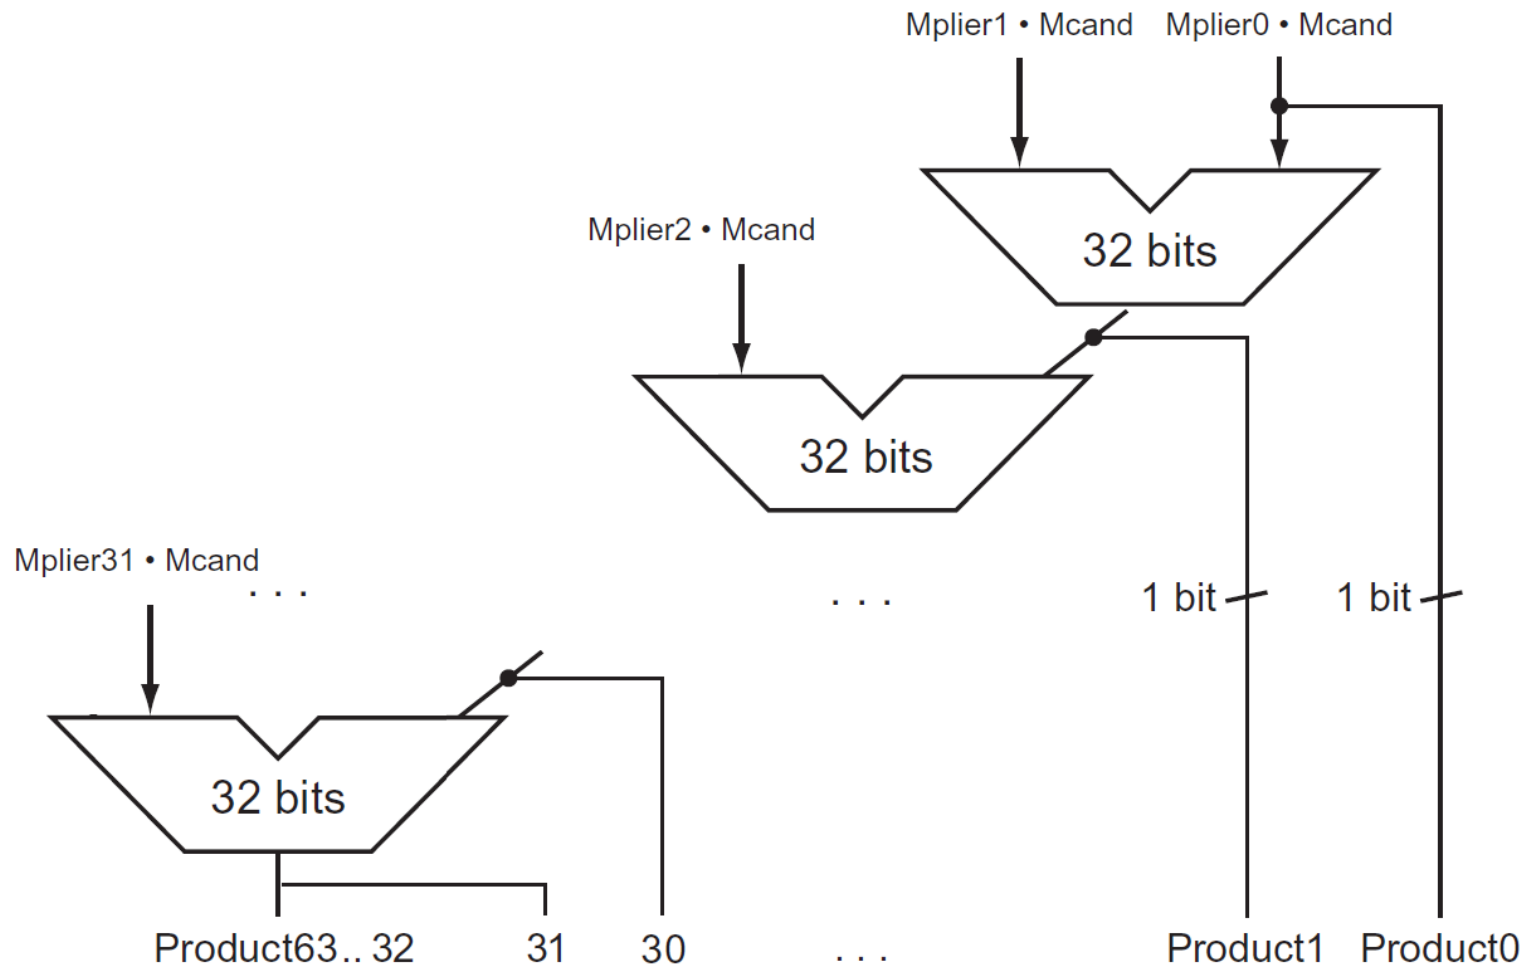 Mplier1 • Mcand Mplier0 • Mcand
32 bits
Mplier2 • Mcand
32 bits
Mplier31 • Mcand
. . .
. . .
1 bit 1 bit
32 bits
Product63 .. 32 31 30 . . . Product1 Product0